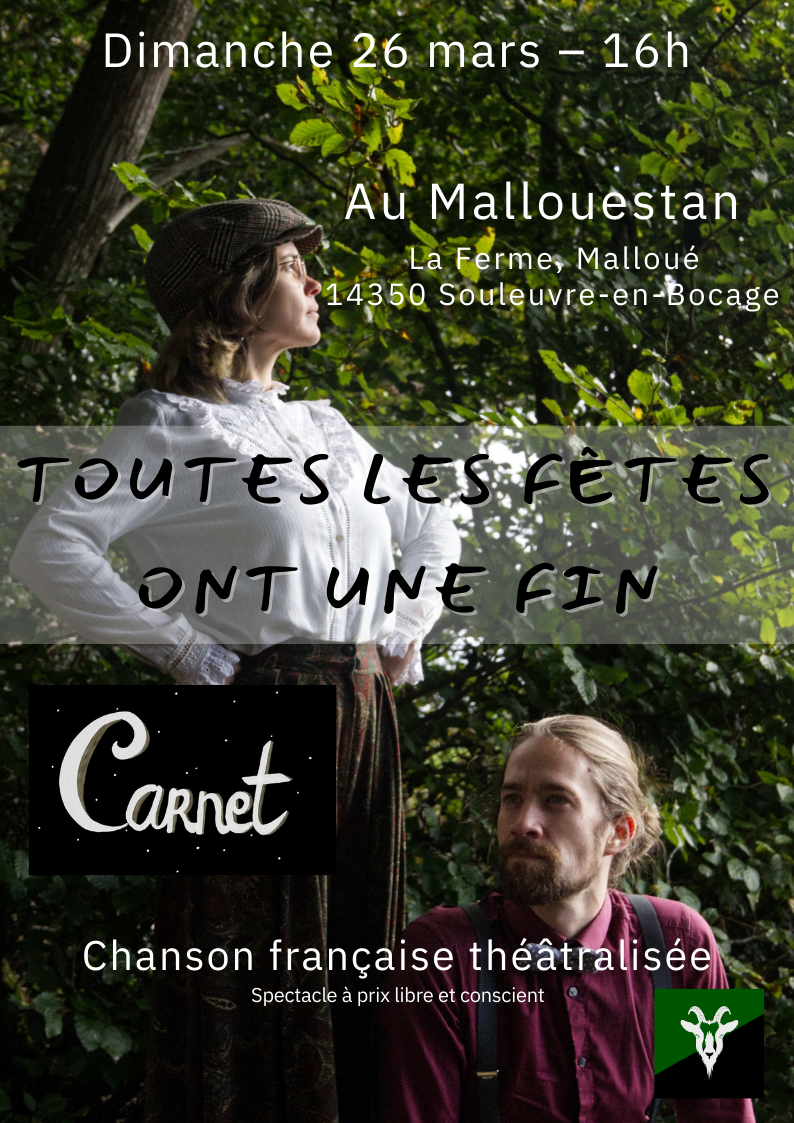 Dimanche 26 mars – 16h
Au Mallouestan
La Ferme, Malloué
14350 Souleuvre-en-Bocage
TOUTES LES FÊTES
ONT UNE FIN
Carnet
Chanson française théâtralisée
Spectacle à prix libre et conscient